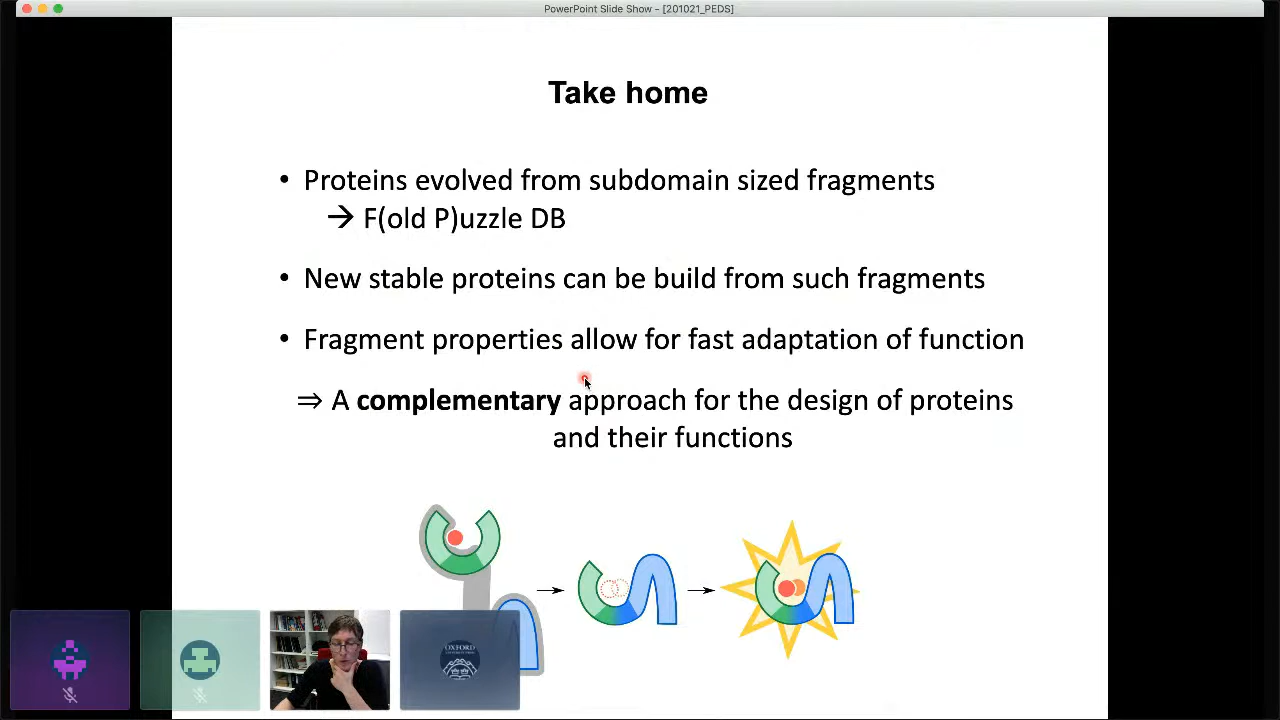 PowerPoint Slide Show - [201021_PEDS]
Take home
• Proteins evolved from subdomain sized fragments
→ F(old P)uzzle DB
• New stable proteins can be build from such fragments
• Fragment properties allow for fast adaptation of function
⇒ A complementary approach for the design of proteins
and their functions
OXFORD